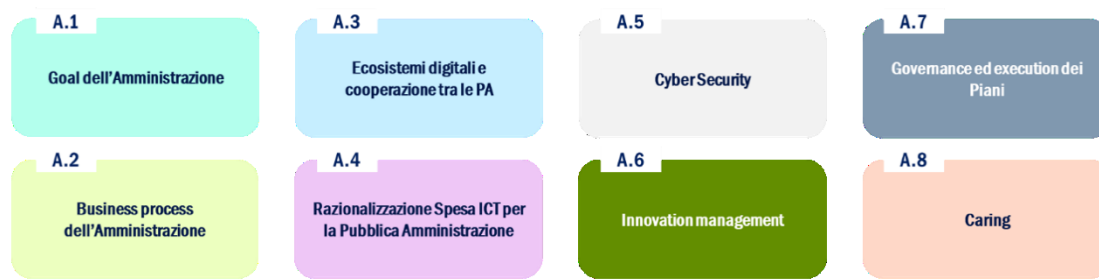 A.1
Goal dell'Amministrazione
A.3
Ecosistemi digitali e
cooperazione tra le PA
A.5
Cyber Security
A.7
Governance ed execution dei
Piani
A.2
Business process
dell'Amministrazione
A.4
Razionalizzazione Spesa ICT per
la Pubblica Amministrazione
A.6
Innovation management
A.8
Caring